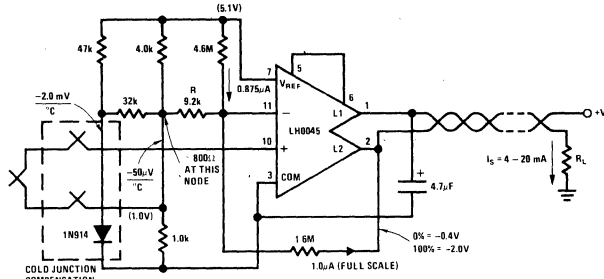 (5.1V)
47k
4.0k
4.6M
5
7
VREF
6
0.875μA
-2.0 mV
°C
R
32k
9.2k
11
−
L1
1
+V
LH0045
10
+
L2
2
800Ω
AT THIS
NODE
3
COM
IS = 4 – 20 mA
RL
-50μV
°C
+
4.7μF
(1.0V)
1N914
1.0k
0% = -0.4V
100% = -2.0V
1.6M
1.0μA (FULL SCALE)
COLD JUNCTION